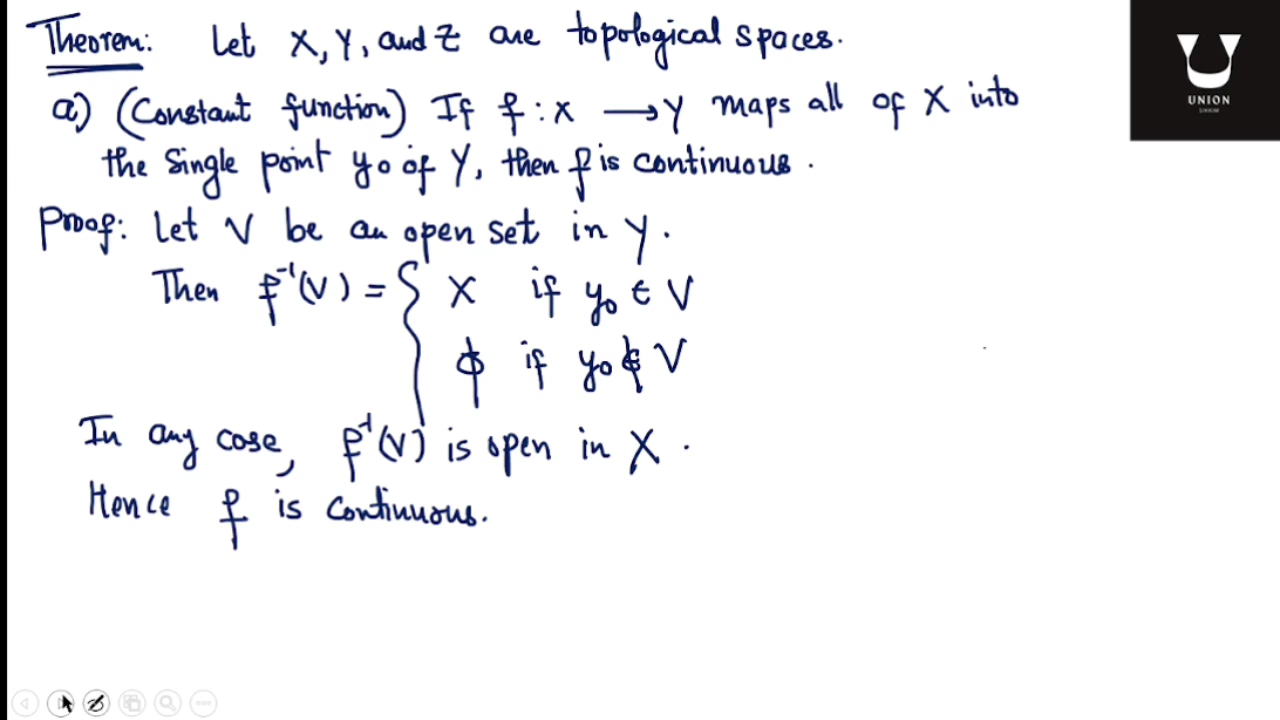 Theorem: Let X, Y, and Z are topological spaces.
UNION
a) (Constant function) If f : X ⟶ Y maps all of X into
the single point y0 of Y, then f is continuous.
Proof: Let V be an open set in Y.
Then f⁻¹(V) = { X if y0 ∈ V
ϕ if y0 ∉ V
In any case, f⁻¹(V) is open in X.
Hence f is continuous.